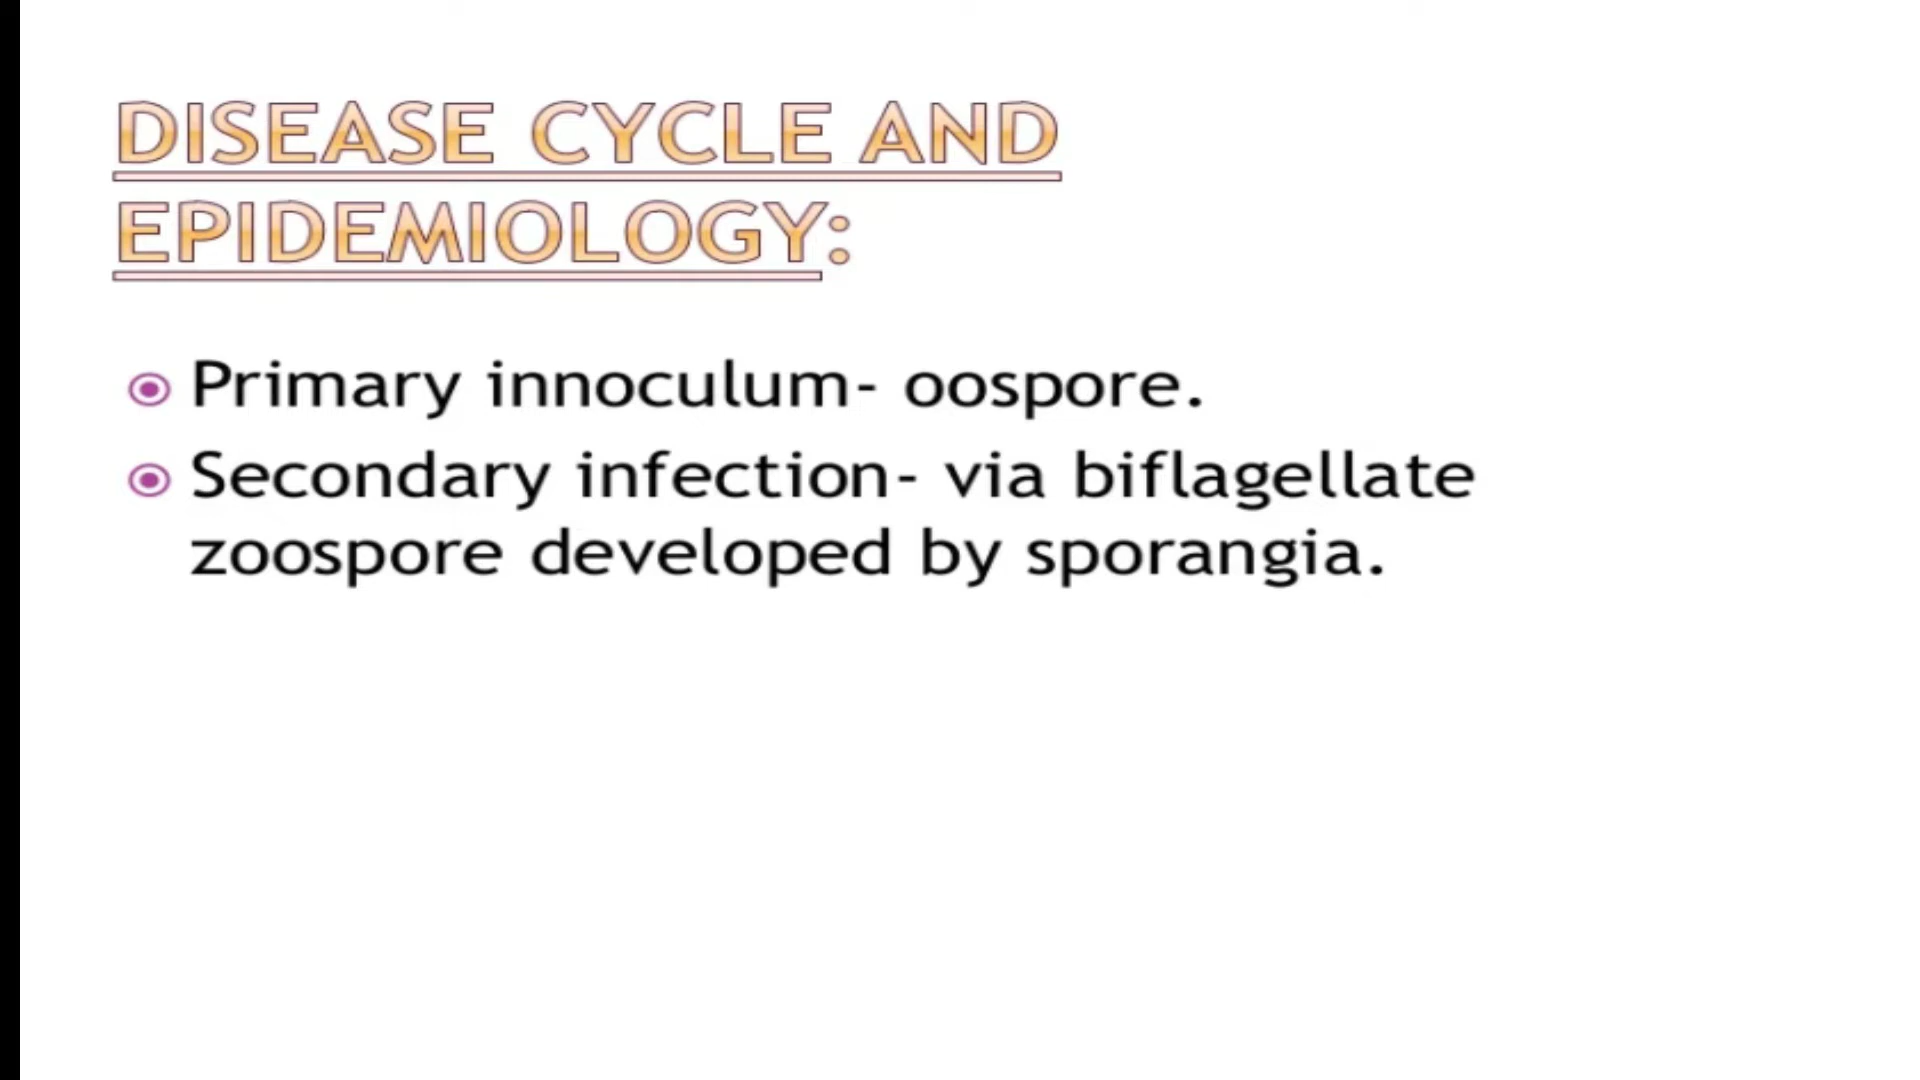 DISEASE CYCLE AND
EPIDEMIOLOGY:
Primary innoculum- oospore.
Secondary infection- via biflagellate
zoospore developed by sporangia.